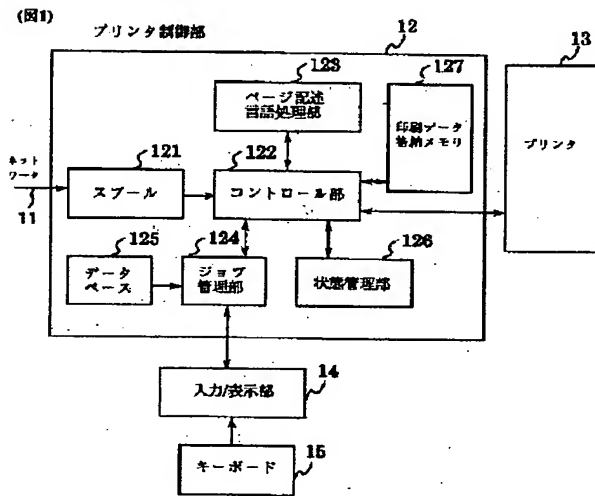 (図1)
プリンタ制御部
12
13
123
127
ページ記述
言語処理部
印刷データ
格納メモリ
プリンタ
ネット
ワーク
121
122
スプール
コントロール部
11
125
124
126
データ
ベース
ジョブ
管理部
状態管理部
14
入力/表示部
キーボード
15